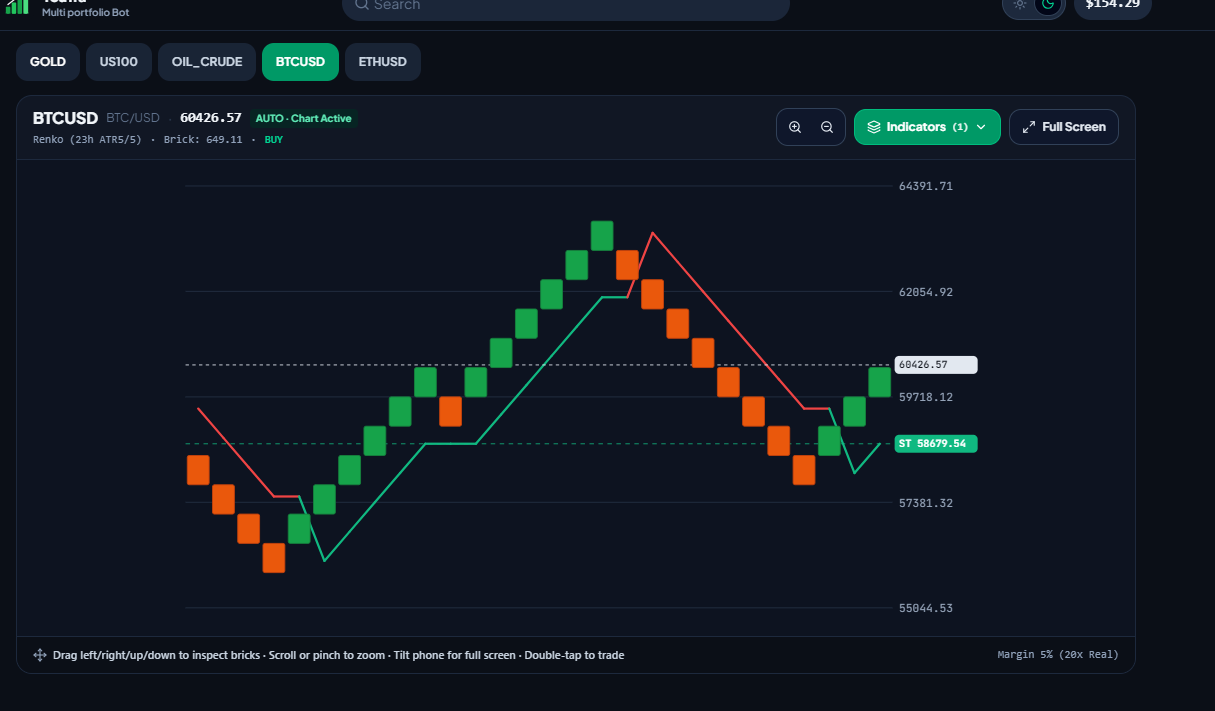 Multi portfolio Bot
Search
$154.29
GOLD
US100
OIL_CRUDE
BTCUSD
ETHUSD
BTCUSD BTC/USD · 60426.57 AUTO · Chart Active
Renko (23h ATR5/5) · Brick: 649.11 · BUY
Indicators (1)
Full Screen
64391.71
62054.92
60426.57
59718.12
ST 58679.54
57381.32
55044.53
Drag left/right/up/down to inspect bricks · Scroll or pinch to zoom · Tilt phone for full screen · Double-tap to trade
Margin 5% (20x Real)